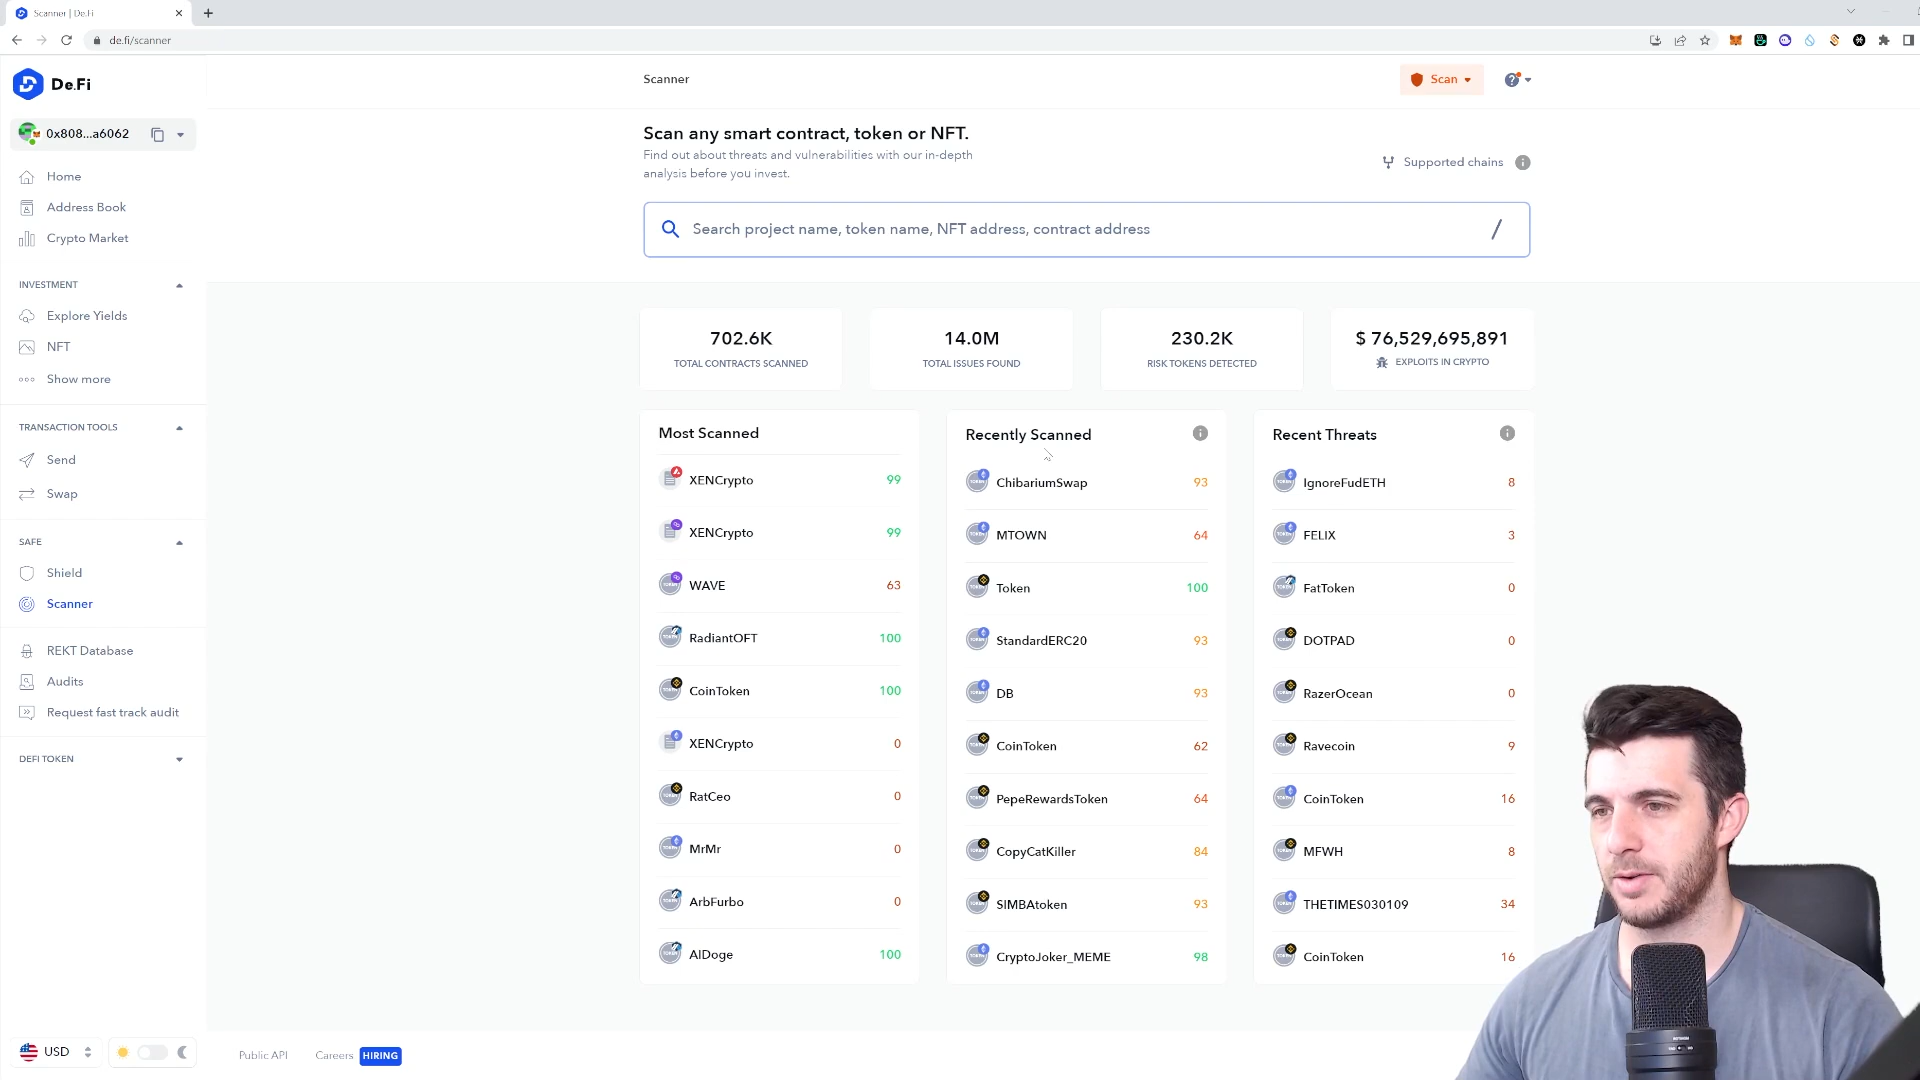 Scanner | De.Fi
de.fi/scanner
De.Fi
0x808...a6062
Home
Address Book
Crypto Market
INVESTMENT
Explore Yields
NFT
Show more
TRANSACTION TOOLS
Send
Swap
SAFE
Shield
Scanner
REKT Database
Audits
Request fast track audit
DEFI TOKEN
USD
Scanner
Scan
Scan any smart contract, token or NFT.
Find out about threats and vulnerabilities with our in-depth
analysis before you invest.
Supported chains
Search project name, token name, NFT address, contract address
/
702.6K
TOTAL CONTRACTS SCANNED
14.0M
TOTAL ISSUES FOUND
230.2K
RISK TOKENS DETECTED
$ 76,529,695,891
EXPLOITS IN CRYPTO
Most Scanned
XENCrypto 99
XENCrypto 99
WAVE 63
RadiantOFT 100
CoinToken 100
XENCrypto 0
RatCeo 0
MrMr 0
ArbFurbo 0
AIDoge 100
Recently Scanned
ChibariumSwap 93
MTOWN 64
Token 100
StandardERC20 93
DB 93
CoinToken 62
PepeRewardsToken 64
CopyCatKiller 84
SIMBAtoken 93
CryptoJoker_MEME 98
Recent Threats
IgnoreFudETH 8
FELIX 3
FatToken 0
DOTPAD 0
RazerOcean 0
Ravecoin 9
CoinToken 16
MFWH 8
THETIMES030109 34
CoinToken 16
Public API
Careers HIRING